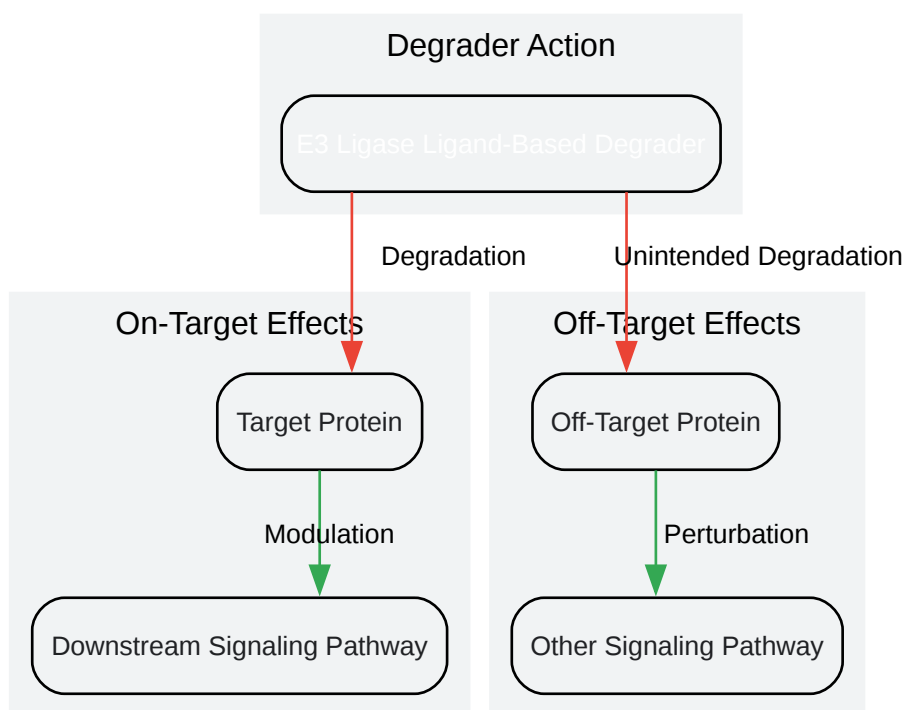 Degrader Action
E3 Ligase Ligand-Based Degrader
Degradation
Unintended Degradation
On-Target Effects
Off-Target Effects
Target Protein
Off-Target Protein
Modulation
Perturbation
Downstream Signaling Pathway
Other Signaling Pathway